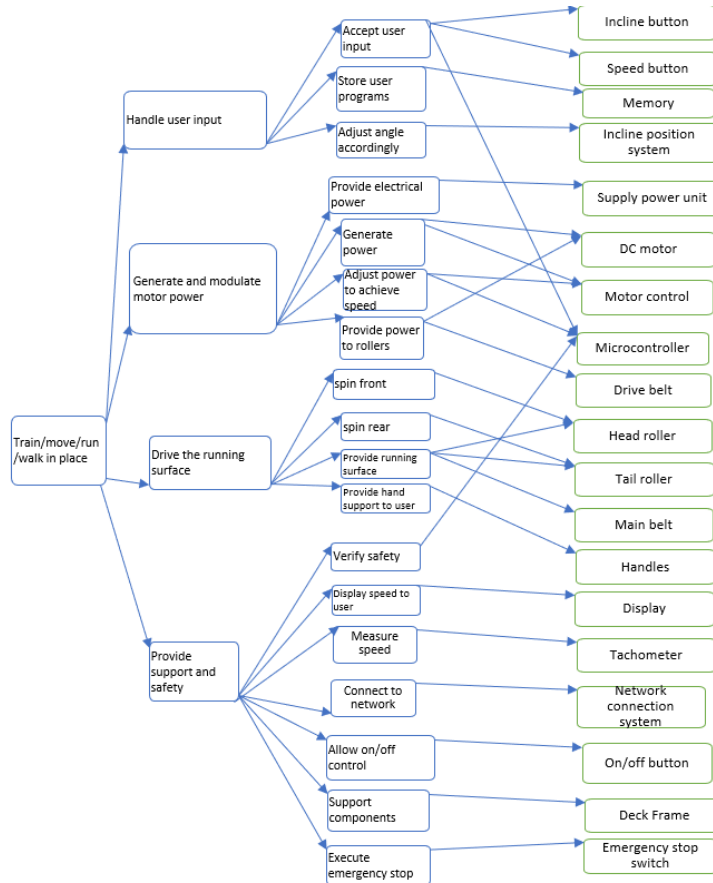 Train/move/run
/walk in place
Handle user input
Generate and modulate
motor power
Drive the running
surface
Provide
support and
safety
Accept user
input
Store user
programs
Adjust angle
accordingly
Provide electrical
power
Generate
power
Adjust power
to achieve
speed
Provide power
to rollers
spin front
spin rear
Provide running
surface
Provide hand
support to user
Verify safety
Display speed to
user
Measure
speed
Connect to
network
Allow on/off
control
Support
components
Execute
emergency stop
Incline button
Speed button
Memory
Incline position
system
Supply power unit
DC motor
Motor control
Microcontroller
Drive belt
Head roller
Tail roller
Main belt
Handles
Display
Tachometer
Network
connection
system
On/off button
Deck Frame
Emergency stop
switch